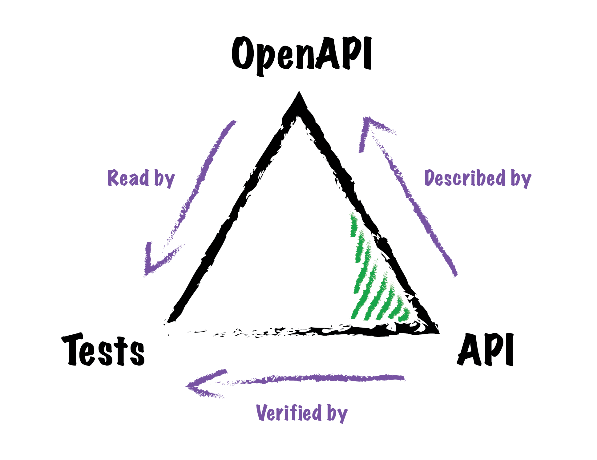 OpenAPI
Read by
Described by
Tests
API
Verified by